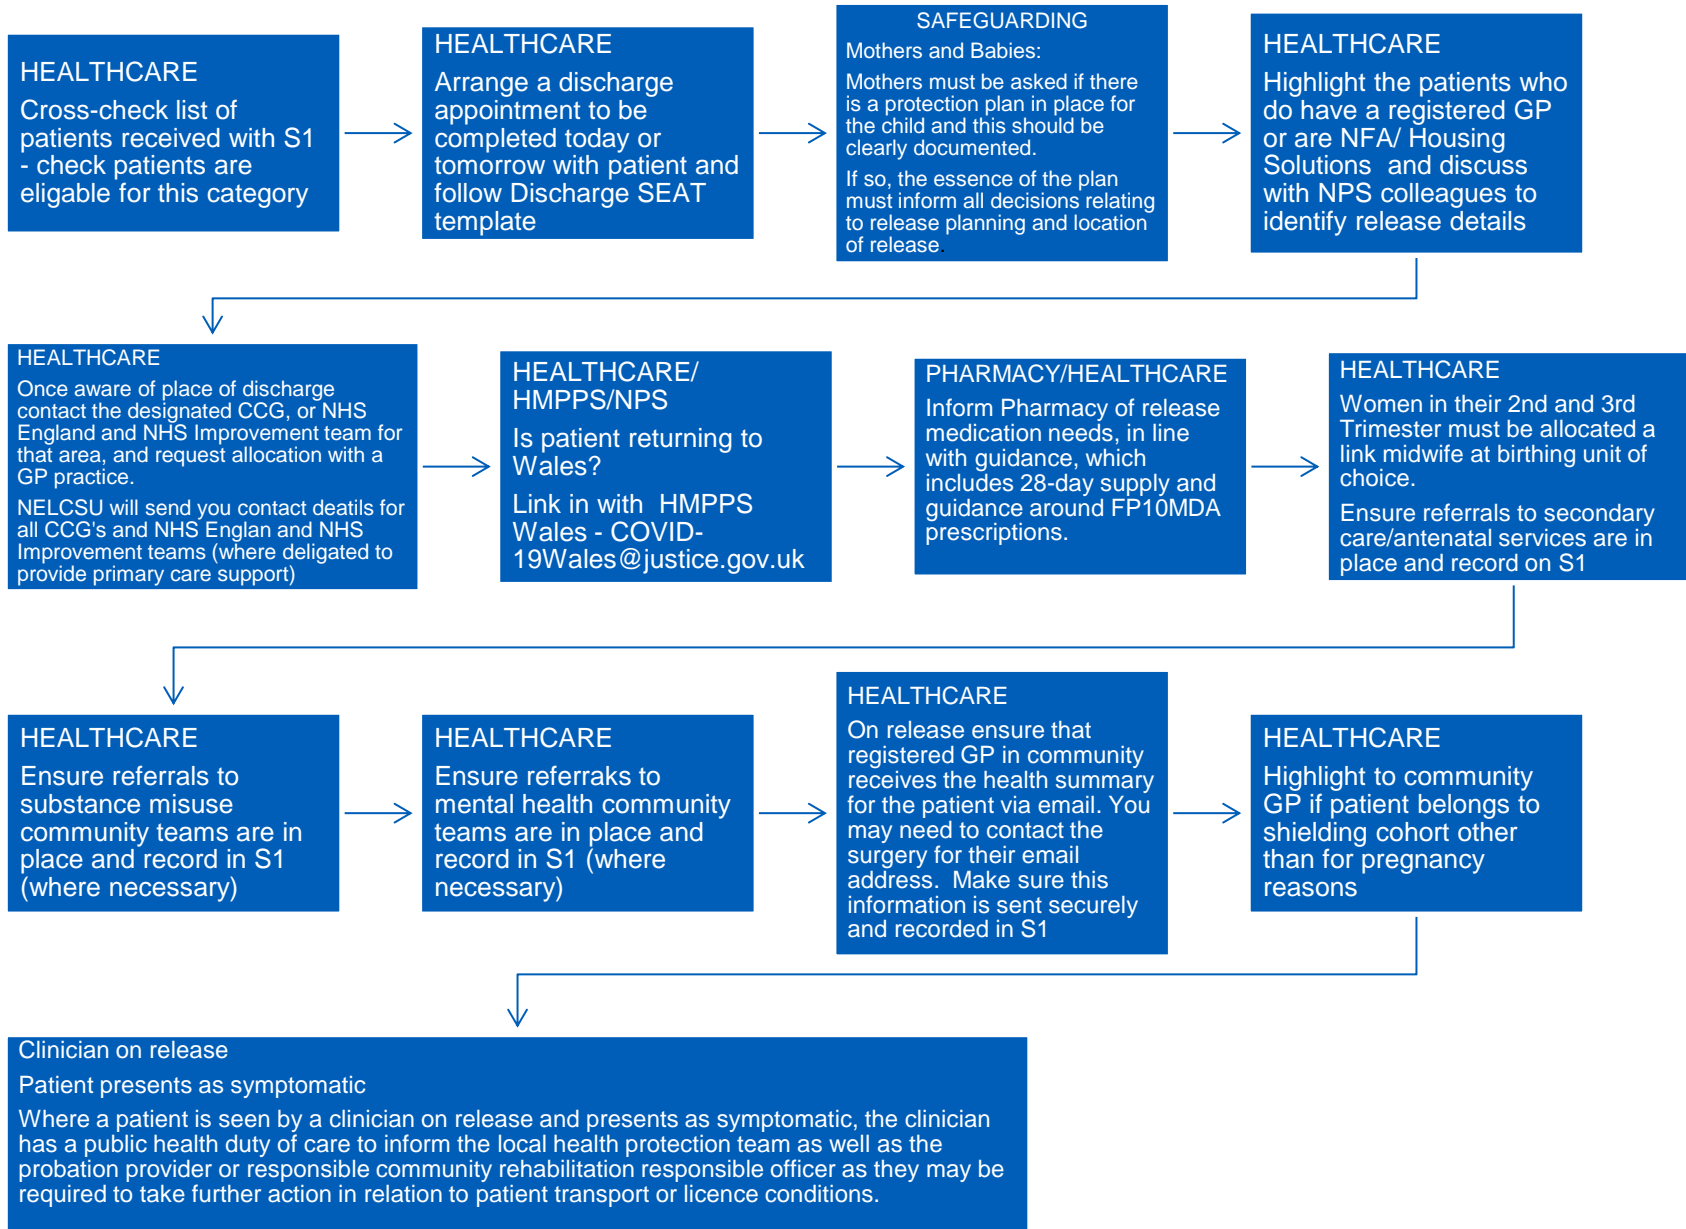 HEALTHCARE
Cross-check list of
patients received with S1
- check patients are
eligable for this category
HEALTHCARE
Arrange a discharge
appointment to be
completed today or
tomorrow with patient and
follow Discharge SEAT
template
SAFEGUARDING
Mothers and Babies:
Mothers must be asked if there
is a protection plan in place for
the child and this should be
clearly documented.
If so, the essence of the plan
must inform all decisions relating
to release planning and location
of release.
HEALTHCARE
Highlight the patients who
do have a registered GP
or are NFA/ Housing
Solutions and discuss
with NPS colleagues to
identify release details
HEALTHCARE
Once aware of place of discharge
contact the designated CCG, or NHS
England and NHS Improvement team for
that area, and request allocation with a
GP practice.
NELCSU will send you contact deatils for
all CCG's and NHS Englan and NHS
Improvement teams (where deligated to
provide primary care support)
HEALTHCARE/
HMPPS/NPS
Is patient returning to
Wales?
Link in with HMPPS
Wales - COVID-
19Wales@justice.gov.uk
PHARMACY/HEALTHCARE
Inform Pharmacy of release
medication needs, in line
with guidance, which
includes 28-day supply and
guidance around FP10MDA
prescriptions.
HEALTHCARE
Women in their 2nd and 3rd
Trimester must be allocated a
link midwife at birthing unit of
choice.
Ensure referrals to secondary
care/antenatal services are in
place and record on S1
HEALTHCARE
Ensure referrals to
substance misuse
community teams are in
place and record in S1
(where necessary)
HEALTHCARE
Ensure referraks to
mental health community
teams are in place and
record in S1 (where
necessary)
HEALTHCARE
On release ensure that
registered GP in community
receives the health summary
for the patient via email. You
may need to contact the
surgery for their email
address. Make sure this
information is sent securely
and recorded in S1
HEALTHCARE
Highlight to community
GP if patient belongs to
shielding cohort other
than for pregnancy
reasons
Clinician on release
Patient presents as symptomatic
Where a patient is seen by a clinician on release and presents as symptomatic, the clinician
has a public health duty of care to inform the local health protection team as well as the
probation provider or responsible community rehabilitation responsible officer as they may be
required to take further action in relation to patient transport or licence conditions.